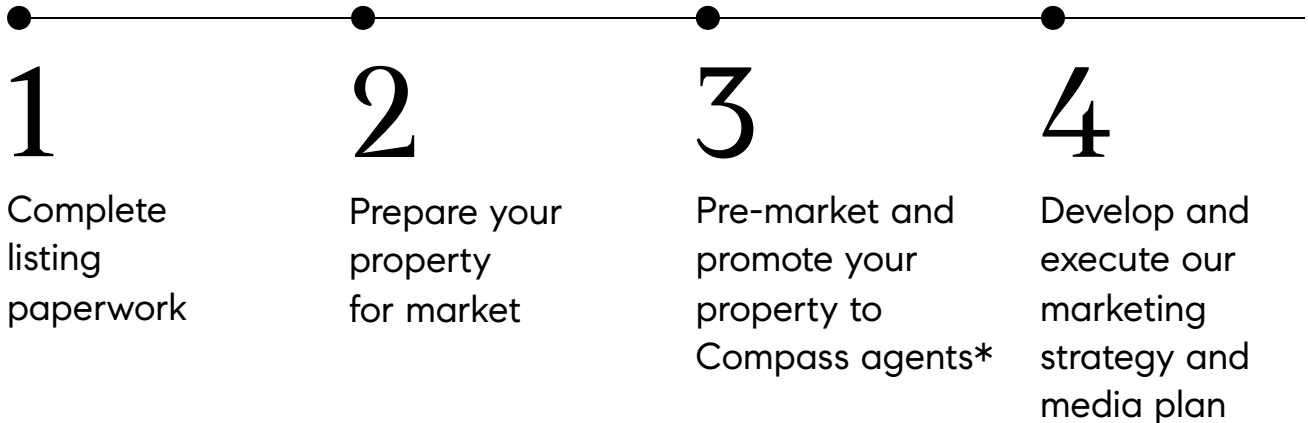 1
Complete
listing
paperwork
2
Prepare your
property
for market
3
Pre-market and
promote your
property to
Compass agents*
4
Develop and
execute our
marketing
strategy and
media plan